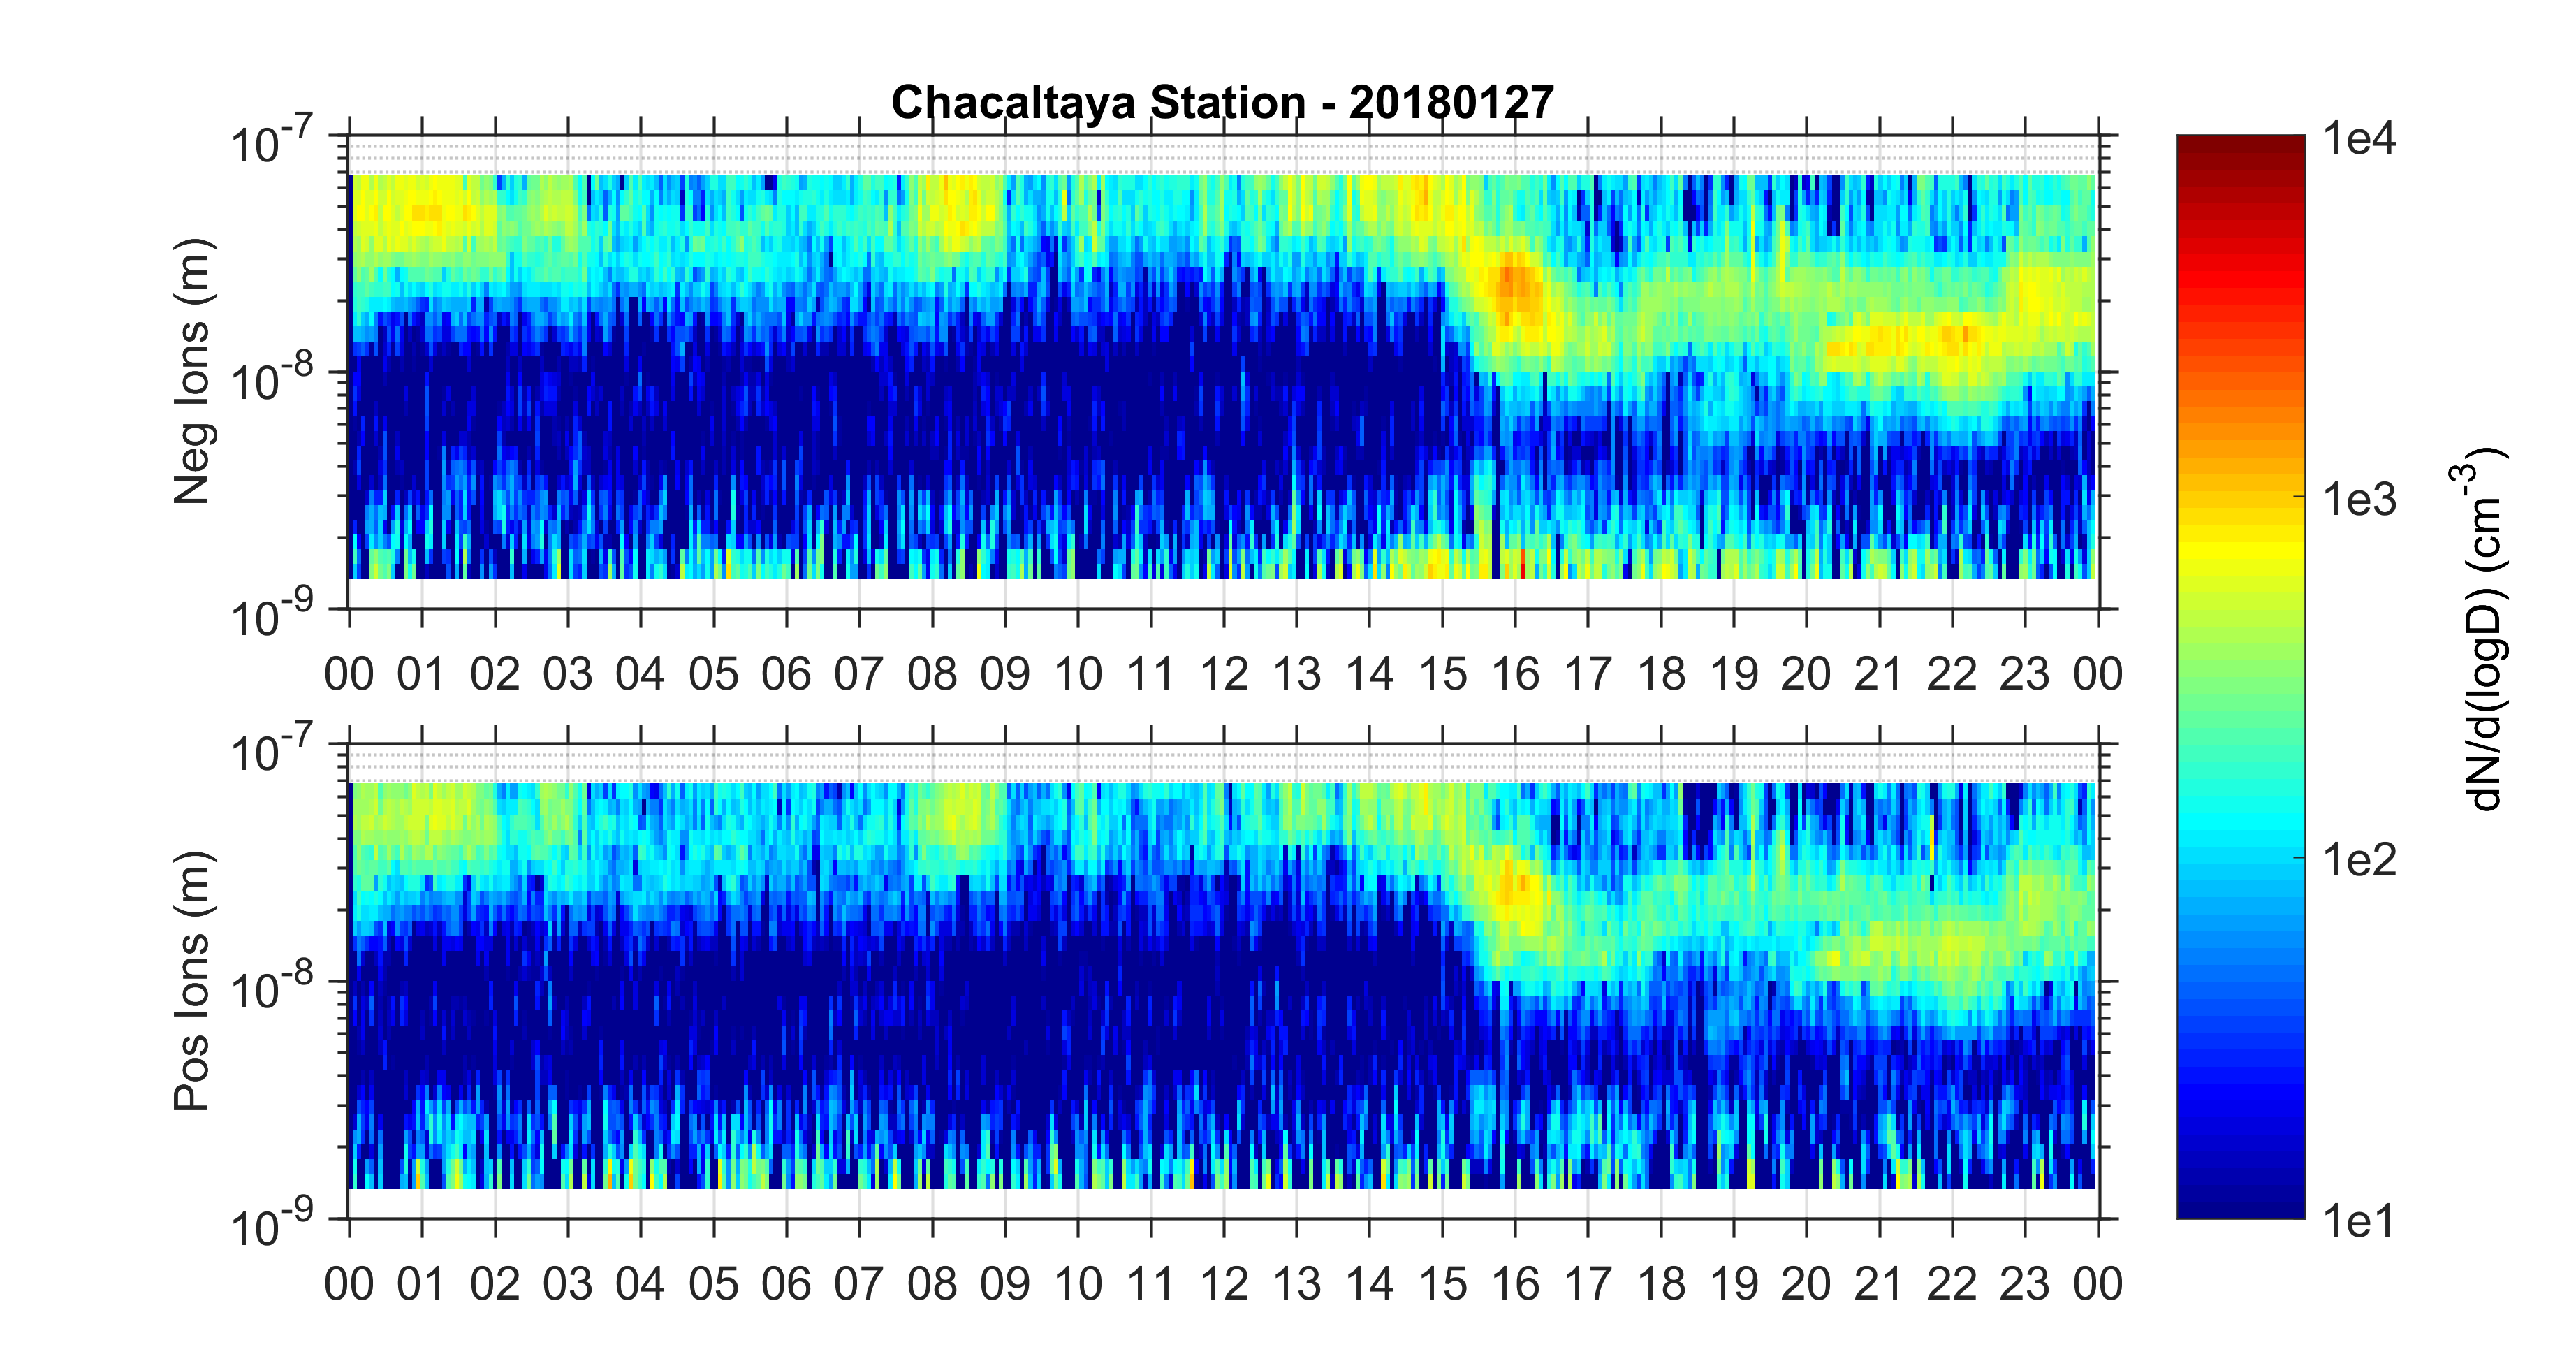 Chacaltaya Station - 20180127
10-7
10-8
10-9
Neg Ions (m)
00 01 02 03 04 05 06 07 08 09 10 11 12 13 14 15 16 17 18 19 20 21 22 23 00
10-7
10-8
10-9
Pos Ions (m)
00 01 02 03 04 05 06 07 08 09 10 11 12 13 14 15 16 17 18 19 20 21 22 23 00
1e4
1e3
1e2
1e1
dN/d(logD) (cm-3)